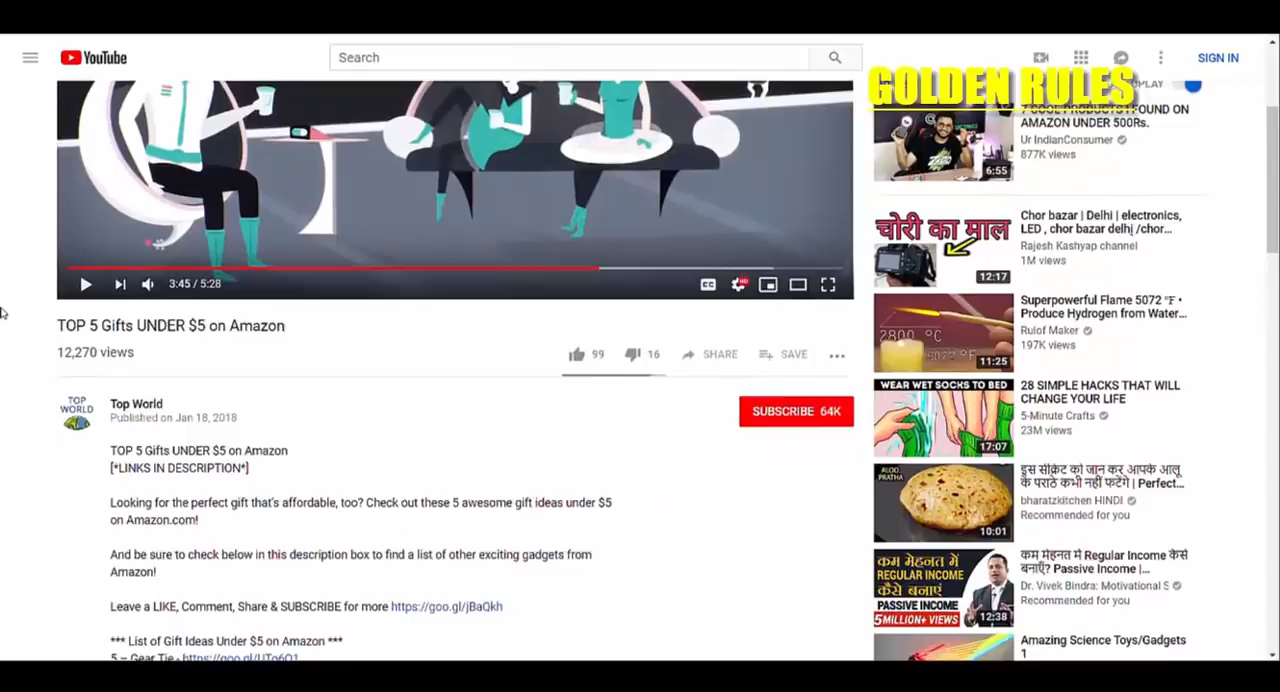 YouTube
Search
SIGN IN
GOLDEN RULES
PLAY
7 COOL PRODUCTS I FOUND ON
AMAZON UNDER 500Rs.
Ur IndianConsumer
877K views
6:55
3:45 / 5:28
TOP 5 Gifts UNDER $5 on Amazon
12,270 views
99
16
SHARE
SAVE
TOP
WORLD
Top World
Published on Jan 18, 2018
SUBSCRIBE 64K
TOP 5 Gifts UNDER $5 on Amazon
[*LINKS IN DESCRIPTION*]
Looking for the perfect gift that's affordable, too? Check out these 5 awesome gift ideas under $5
on Amazon.com!
And be sure to check below in this description box to find a list of other exciting gadgets from
Amazon!
Leave a LIKE, Comment, Share & SUBSCRIBE for more https://goo.gl/jBaQkh
*** List of Gift Ideas Under $5 on Amazon ***
5 – Gear Tie -
चोरी का माल
12:17
Chor bazar | Delhi | electronics,
LED , chor bazar delhi /chor...
Rajesh Kashyap channel
1M views
2800 °C
5072 °F
11:25
Superpowerful Flame 5072 °F •
Produce Hydrogen from Water...
Rulof Maker
197K views
WEAR WET SOCKS TO BED
17:07
28 SIMPLE HACKS THAT WILL
CHANGE YOUR LIFE
5-Minute Crafts
23M views
ALOO
PRATHA
10:01
इस सीक्रेट को जान कर आपके आलू
के पराठे कभी नहीं फटेंगे | Perfect...
bharatzkitchen HINDI
Recommended for you
कम मेहनत में
REGULAR INCOME
कैसे बनाएं
PASSIVE INCOME
5MILLION+ VIEWS
12:38
कम मेहनत में Regular Income कैसे
बनाएँ? Passive Income |...
Dr. Vivek Bindra: Motivational S
Recommended for you
Amazing Science Toys/Gadgets
1